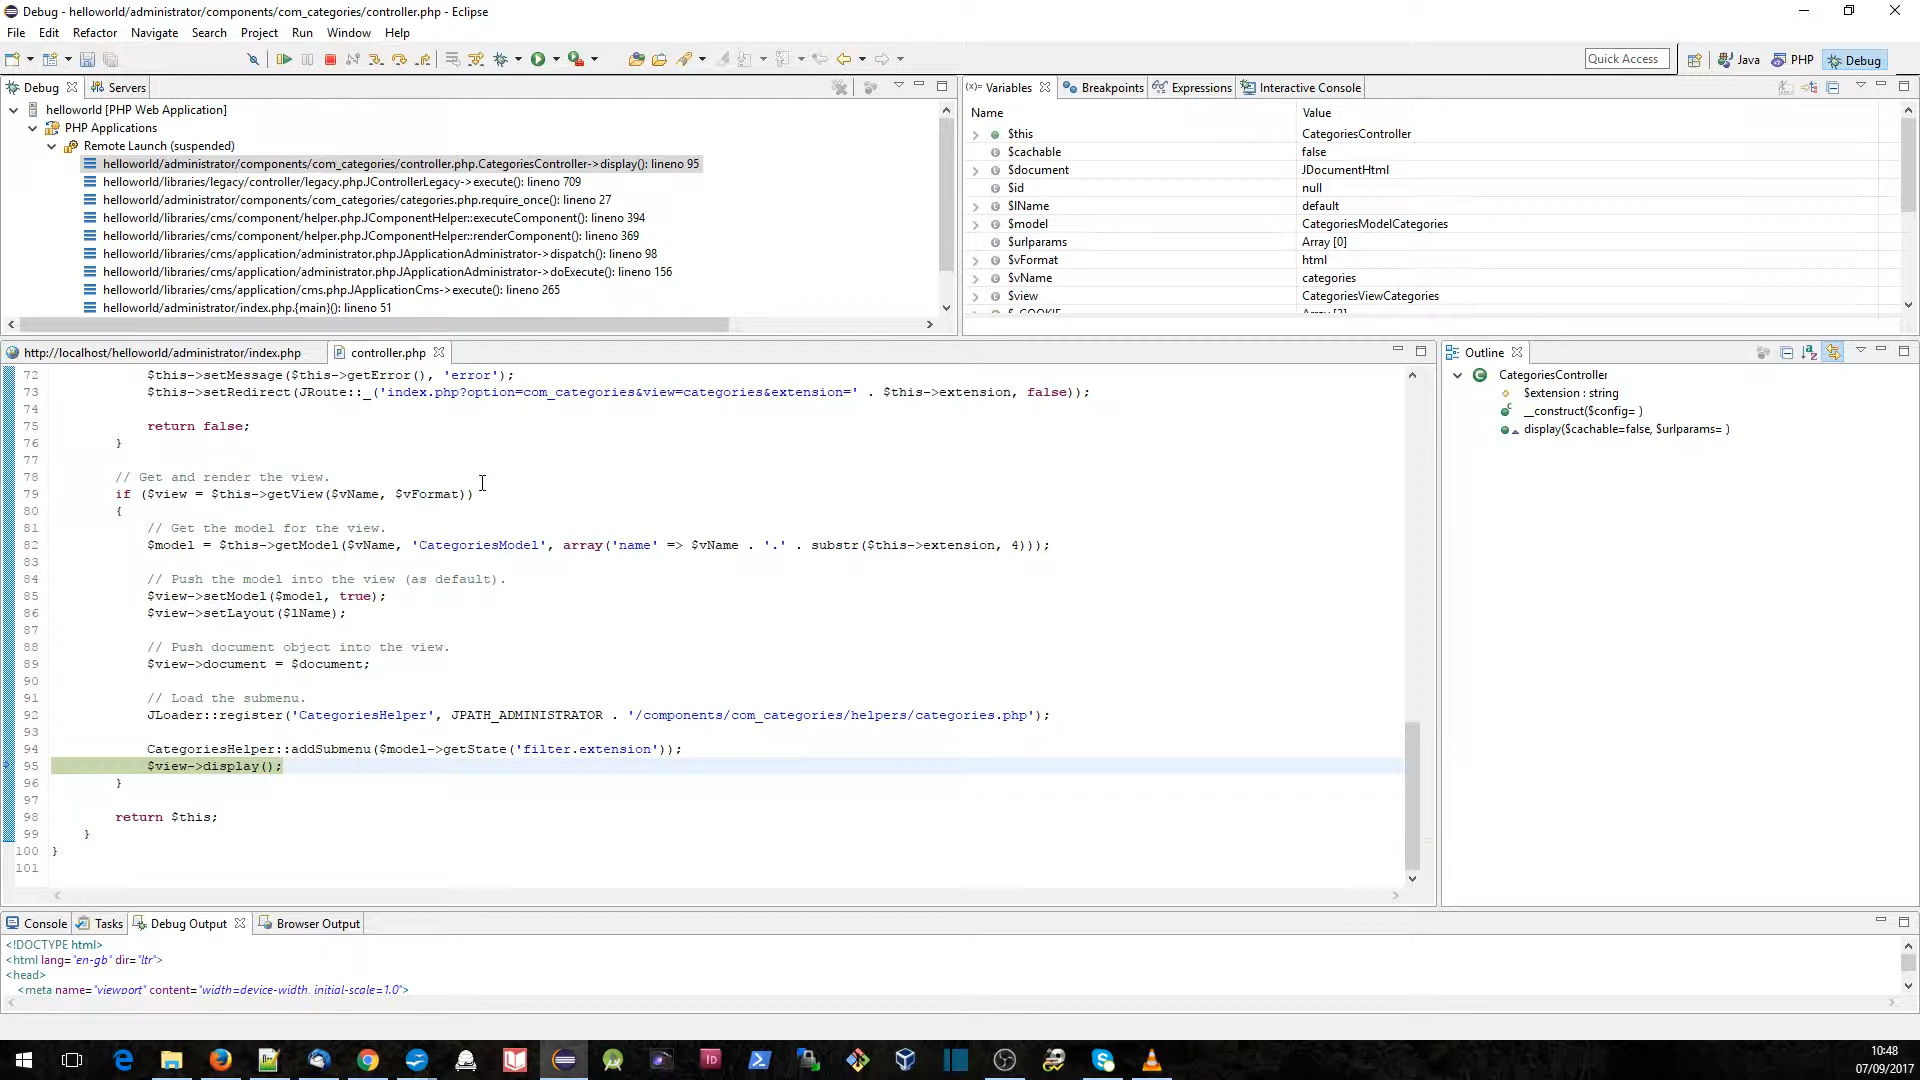 Debug - helloworld/administrator/components/com_categories/controller.php - Eclipse
File Edit Refactor Navigate Search Project Run Window Help
Quick Access Java PHP Debug
Debug Servers
helloworld [PHP Web Application]
PHP Applications
Remote Launch (suspended)
helloworld/administrator/components/com_categories/controller.php.CategoriesController->display(): lineno 95
helloworld/libraries/legacy/controller/legacy.php.JControllerLegacy->execute(): lineno 709
helloworld/administrator/components/com_categories/categories.php.require_once(): lineno 27
helloworld/libraries/cms/component/helper.php.JComponentHelper::executeComponent(): lineno 394
helloworld/libraries/cms/component/helper.php.JComponentHelper::renderComponent(): lineno 369
helloworld/libraries/cms/application/administrator.php.JApplicationAdministrator->dispatch(): lineno 98
helloworld/libraries/cms/application/administrator.php.JApplicationAdministrator->doExecute(): lineno 156
helloworld/libraries/cms/application/cms.php.JApplicationCms->execute(): lineno 265
helloworld/administrator/index.php.{main}(): lineno 51
(x)= Variables Breakpoints Expressions Interactive Console
Name Value
$this CategoriesController
$cachable false
$document JDocumentHtml
$id null
$lName default
$model CategoriesModelCategories
$urlparams Array [0]
$vFormat html
$vName categories
$view CategoriesViewCategories
http://localhost/helloworld/administrator/index.php controller.php
72 $this->setMessage($this->getError(), 'error');
73 $this->setRedirect(JRoute::_('index.php?option=com_categories&view=categories&extension=' . $this->extension, false));
74
75 return false;
76 }
77
78 // Get and render the view.
79 if ($view = $this->getView($vName, $vFormat))
80 {
81 // Get the model for the view.
82 $model = $this->getModel($vName, 'CategoriesModel', array('name' => $vName . '.' . substr($this->extension, 4)));
83
84 // Push the model into the view (as default).
85 $view->setModel($model, true);
86 $view->setLayout($lName);
87
88 // Push document object into the view.
89 $view->document = $document;
90
91 // Load the submenu.
92 JLoader::register('CategoriesHelper', JPATH_ADMINISTRATOR . '/components/com_categories/helpers/categories.php');
93
94 CategoriesHelper::addSubmenu($model->getState('filter.extension'));
95 $view->display();
96 }
97
98 return $this;
99 }
100 }
101
Outline
CategoriesController
$extension : string
__construct($config= )
display($cachable=false, $urlparams= )
Console Tasks Debug Output Browser Output
<!DOCTYPE html>
<html lang="en-gb" dir="ltr">
<head>
<meta name="viewport" content="width=device-width, initial-scale=1.0">
10:48
07/09/2017